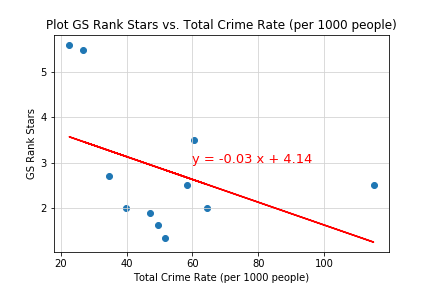 Plot GS Rank Stars vs. Total Crime Rate (per 1000 people)
GS Rank Stars
5
4
3
2
y = -0.03 x + 4.14
20 40 60 80 100
Total Crime Rate (per 1000 people)